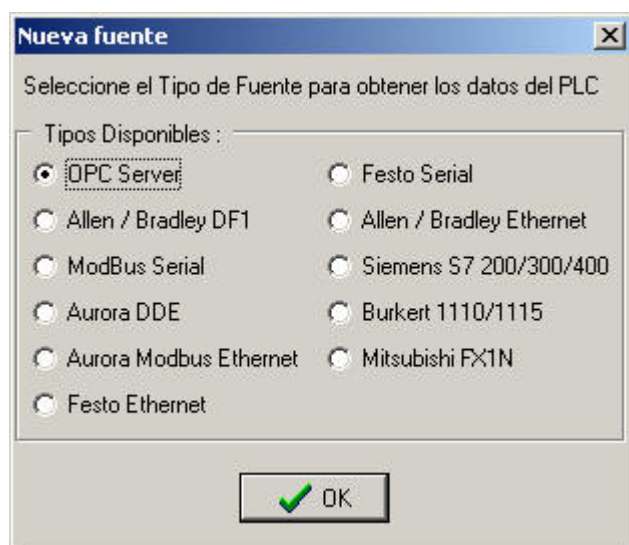 Nueva fuente
Seleccione el Tipo de Fuente para obtener los datos del PLC
Tipos Disponibles :
OPC Server
Allen / Bradley DF1
ModBus Serial
Aurora DDE
Aurora Modbus Ethernet
Festo Ethernet
Festo Serial
Allen / Bradley Ethernet
Siemens S7 200/300/400
Burkert 1110/1115
Mitsubishi FX1N
OK